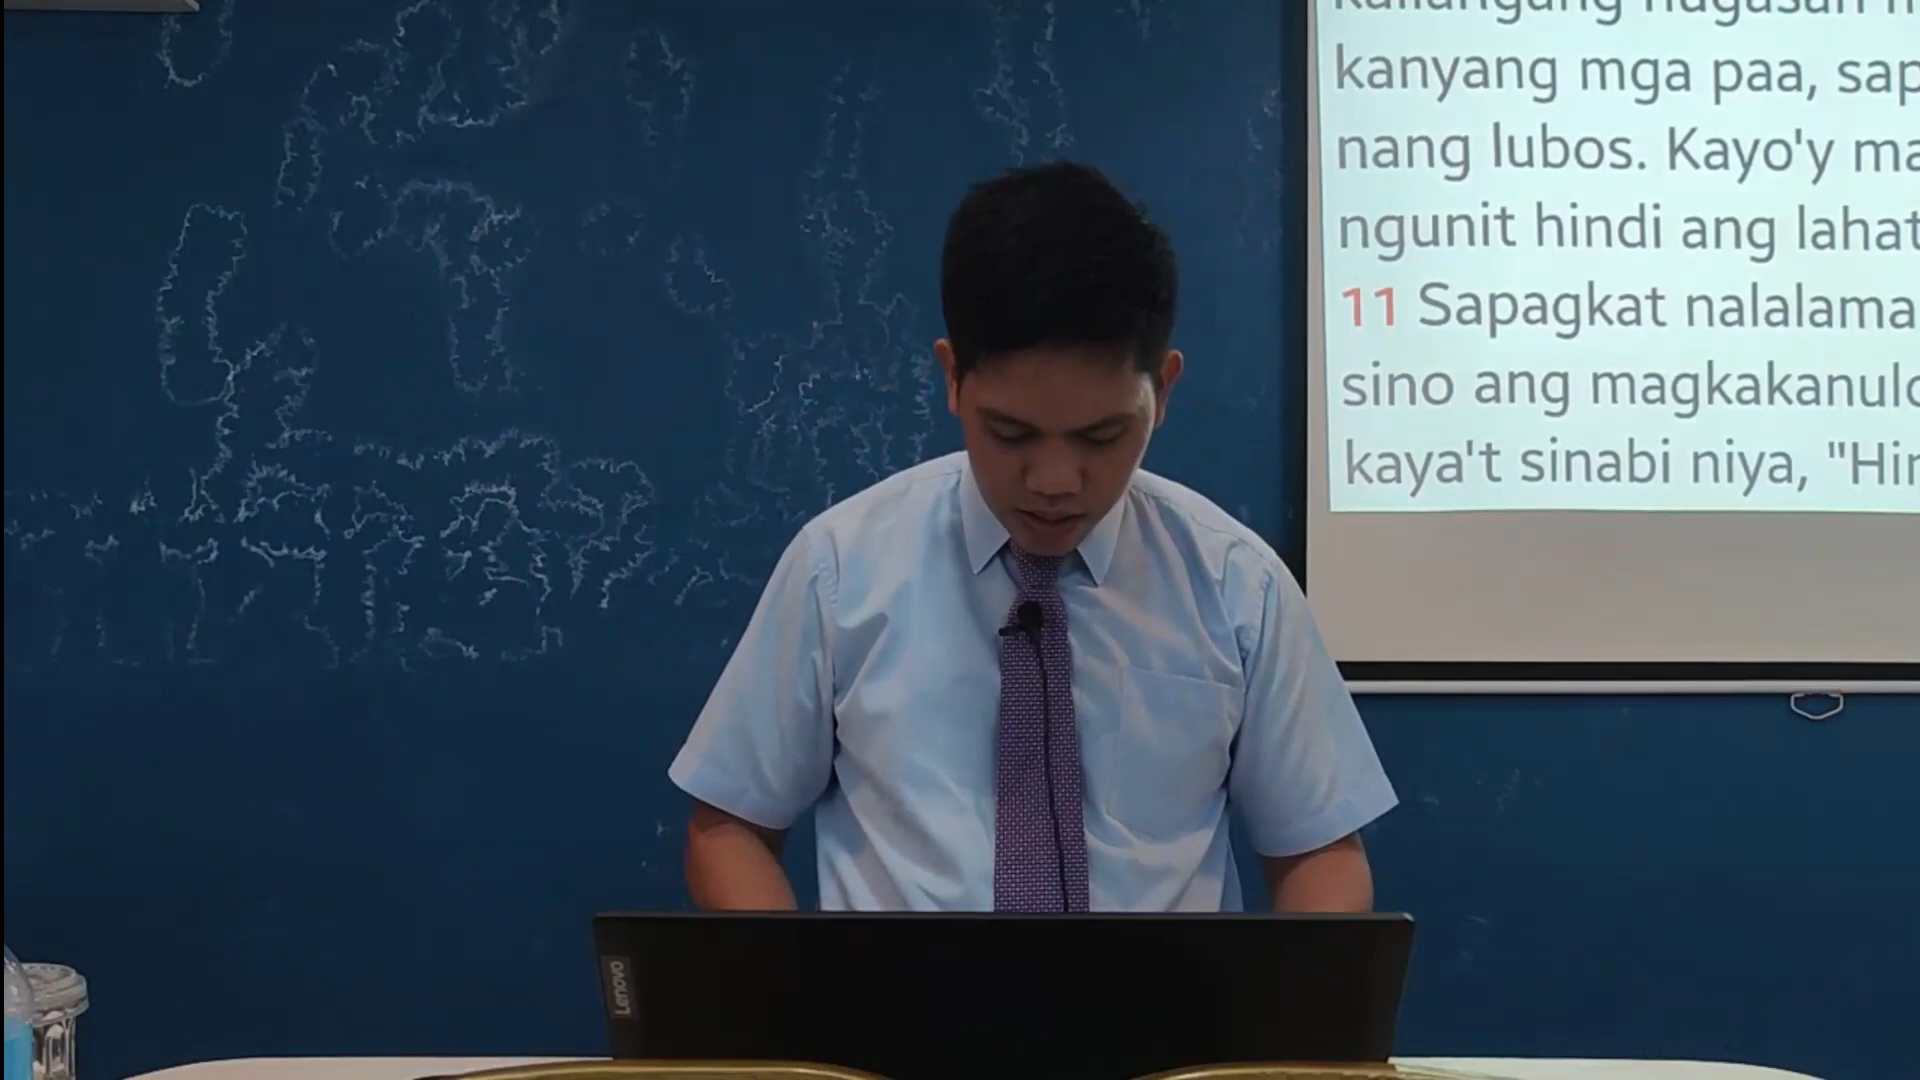 kanyang mga paa, sap
nang lubos. Kayo'y ma
ngunit hindi ang lahat
11 Sapagkat nalalama
sino ang magkakanulo
kaya't sinabi niya, "Hin
Lenovo